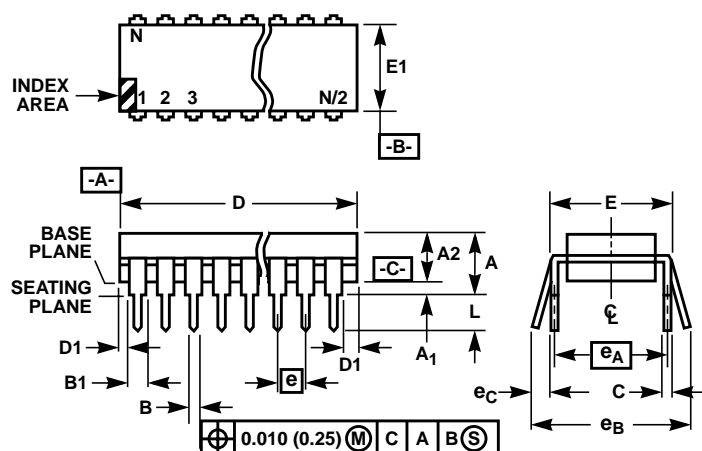 N
E1
INDEX
AREA
1 2 3 N/2
-B-
-A-
D
E
BASE
PLANE
-C-
A2
A
SEATING
PLANE
L
C
L
D1
A1
D1
eA
B1
e
eC
C
B
eB
0.010 (0.25) M C A B S